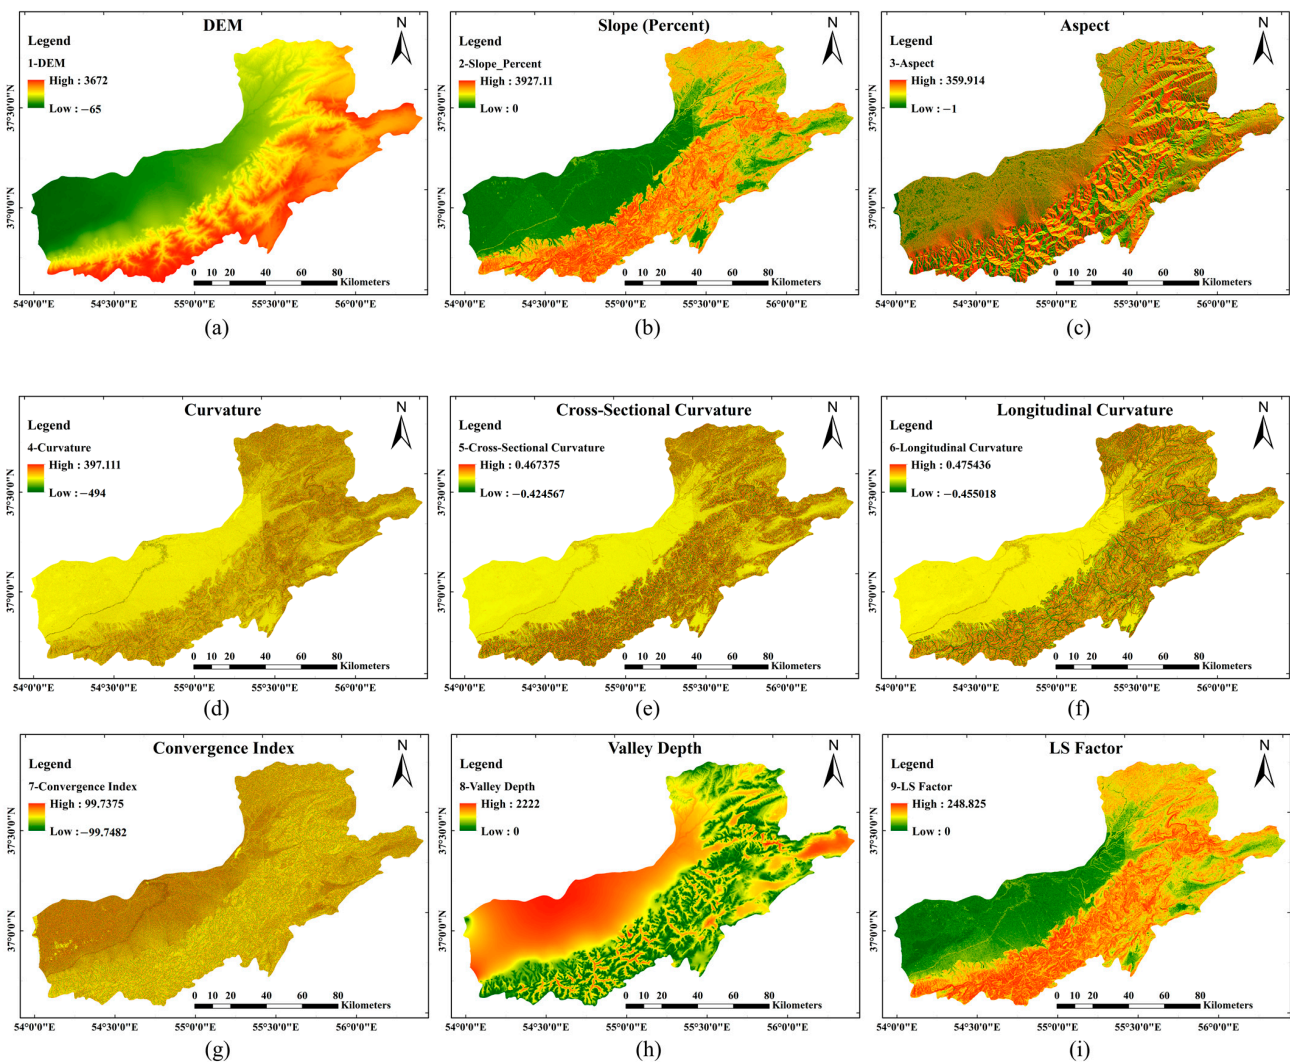 DEM
N
Legend
1-DEM
High : 3672
Low : −65
37°30'0"N
37°0'0"N
0 10 20 40 60 80
Kilometers
54°0'0"E 54°30'0"E 55°0'0"E 55°30'0"E 56°0'0"E
(a)
Slope (Percent)
N
Legend
2-Slope_Percent
High : 3927.11
Low : 0
37°30'0"N
37°0'0"N
0 10 20 40 60 80
Kilometers
54°0'0"E 54°30'0"E 55°0'0"E 55°30'0"E 56°0'0"E
(b)
Aspect
N
Legend
3-Aspect
High : 359.914
Low : −1
37°30'0"N
37°0'0"N
0 10 20 40 60 80
Kilometers
54°0'0"E 54°30'0"E 55°0'0"E 55°30'0"E 56°0'0"E
(c)
Curvature
N
Legend
4-Curvature
High : 397.111
Low : −494
37°30'0"N
37°0'0"N
0 10 20 40 60 80
Kilometers
54°0'0"E 54°30'0"E 55°0'0"E 55°30'0"E 56°0'0"E
(d)
Cross-Sectional Curvature
N
Legend
5-Cross-Sectional Curvature
High : 0.467375
Low : −0.424567
37°30'0"N
37°0'0"N
0 10 20 40 60 80
Kilometers
54°0'0"E 54°30'0"E 55°0'0"E 55°30'0"E 56°0'0"E
(e)
Longitudinal Curvature
N
Legend
6-Longitudinal Curvature
High : 0.475436
Low : −0.455018
37°30'0"N
37°0'0"N
0 10 20 40 60 80
Kilometers
54°0'0"E 54°30'0"E 55°0'0"E 55°30'0"E 56°0'0"E
(f)
Convergence Index
N
Legend
7-Convergence Index
High : 99.7375
Low : −99.7482
37°30'0"N
37°0'0"N
0 10 20 40 60 80
Kilometers
54°0'0"E 54°30'0"E 55°0'0"E 55°30'0"E 56°0'0"E
(g)
Valley Depth
N
Legend
8-Valley Depth
High : 2222
Low : 0
37°30'0"N
37°0'0"N
0 10 20 40 60 80
Kilometers
54°0'0"E 54°30'0"E 55°0'0"E 55°30'0"E 56°0'0"E
(h)
LS Factor
N
Legend
9-LS Factor
High : 248.825
Low : 0
37°30'0"N
37°0'0"N
0 10 20 40 60 80
Kilometers
54°0'0"E 54°30'0"E 55°0'0"E 55°30'0"E 56°0'0"E
(i)